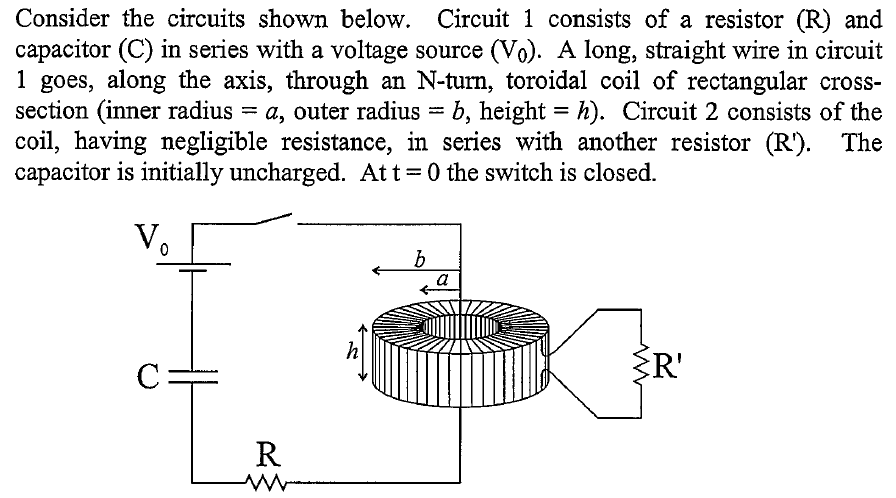 Consider the circuits shown below. Circuit 1 consists of a resistor (R) and
capacitor (C) in series with a voltage source (V₀). A long, straight wire in circuit
1 goes, along the axis, through an N-turn, toroidal coil of rectangular cross-
section (inner radius = a, outer radius = b, height = h). Circuit 2 consists of the
coil, having negligible resistance, in series with another resistor (R'). The
capacitor is initially uncharged. At t = 0 the switch is closed.
V₀
b
a
h
C
R'
R